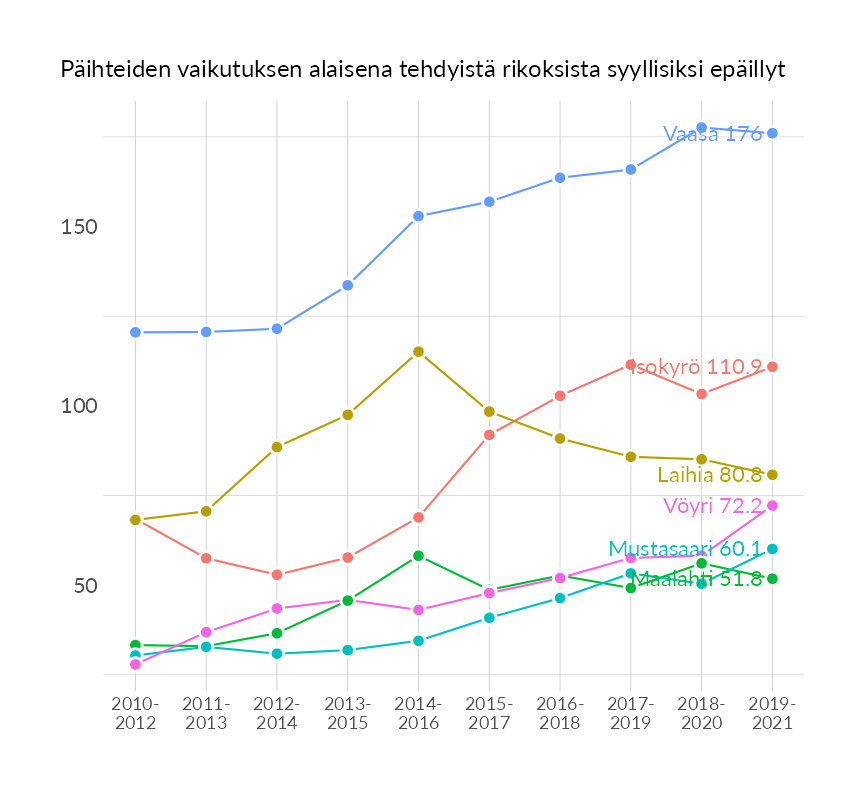 Päihteiden vaikutuksen alaisena tehdyistä rikoksista syyllisiksi epäillyt
Vaasa 176
150
Isokyrö 110.9
100
Laihia 80.8
Vöyri 72.2
Mustasaari 60.1
Maalahti 51.8
50
2010- 2011- 2012- 2013- 2014- 2015- 2016- 2017- 2018- 2019-
2012 2013 2014 2015 2016 2017 2018 2019 2020 2021